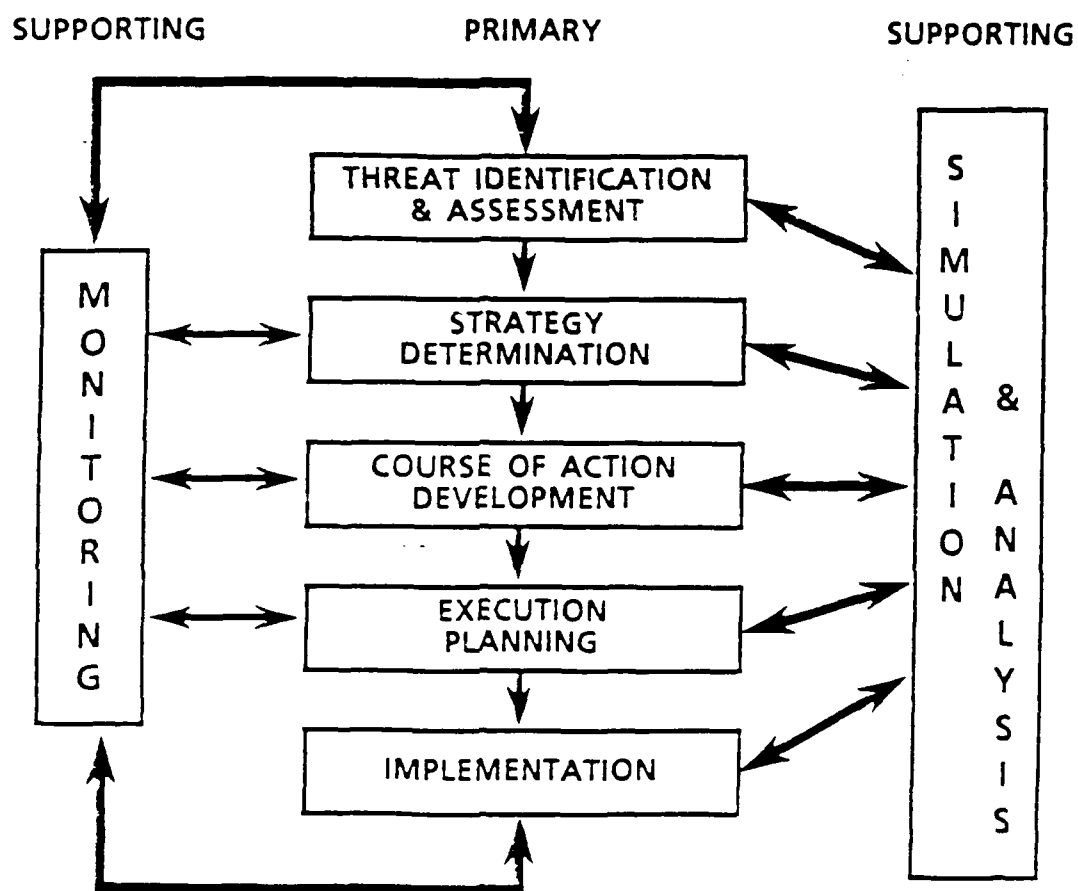 SUPPORTING
PRIMARY
SUPPORTING
THREAT IDENTIFICATION
& ASSESSMENT
STRATEGY
DETERMINATION
COURSE OF ACTION
DEVELOPMENT
EXECUTION
PLANNING
IMPLEMENTATION
MONITORING
SIMULATION
& ANALYSIS